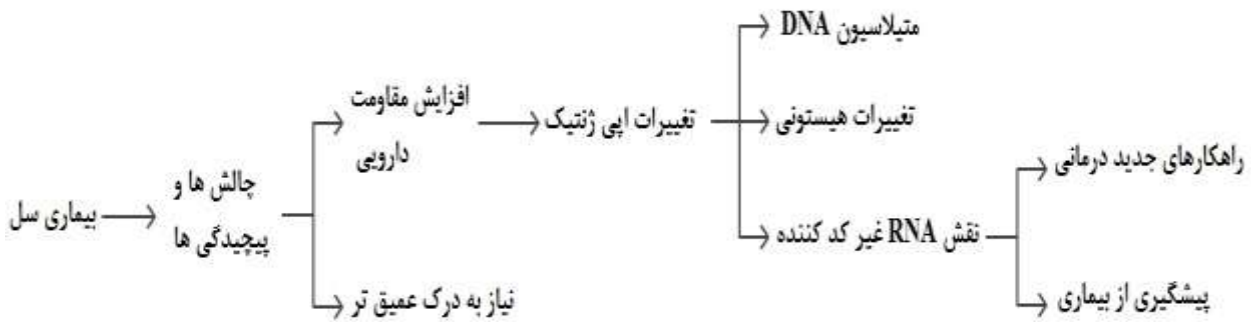 بیماری سل
چالش ها و
پیچیدگی ها
افزایش مقاومت
دارویی
نیاز به درک عمیق تر
تغییرات اپی ژنتیک
متیلاسیون DNA
تغییرات هیستونی
نقش RNA غیر کد کننده
راهکارهای جدید درمانی
پیشگیری از بیماری